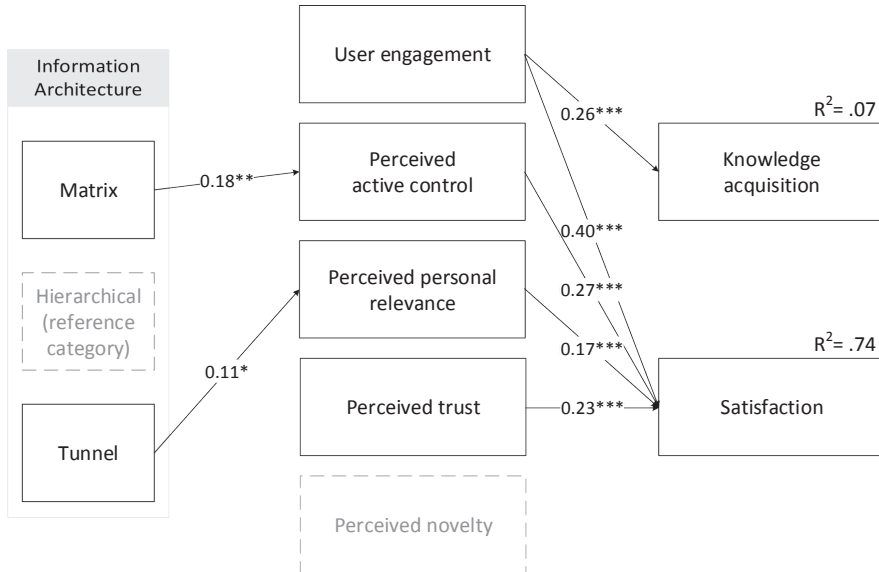 Information
Architecture
Matrix
Hierarchical
(reference
category)
Tunnel
0.18**
0.11*
User engagement
Perceived
active control
Perceived personal
relevance
Perceived trust
Perceived novelty
0.26***
0.40***
0.27***
0.17***
0.23***
R2= .07
Knowledge
acquisition
R2= .74
Satisfaction